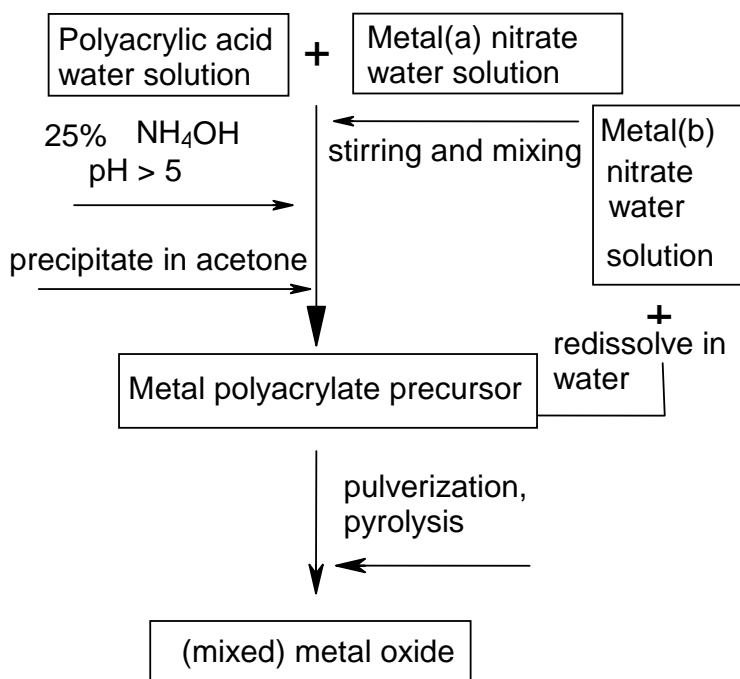 Polyacrylic acid
water solution
+
Metal(a) nitrate
water solution
25% NH₄OH
pH > 5
stirring and mixing
Metal(b)
nitrate
water
solution
precipitate in acetone
+
redissolve in
water
Metal polyacrylate precursor
pulverization,
pyrolysis
(mixed) metal oxide